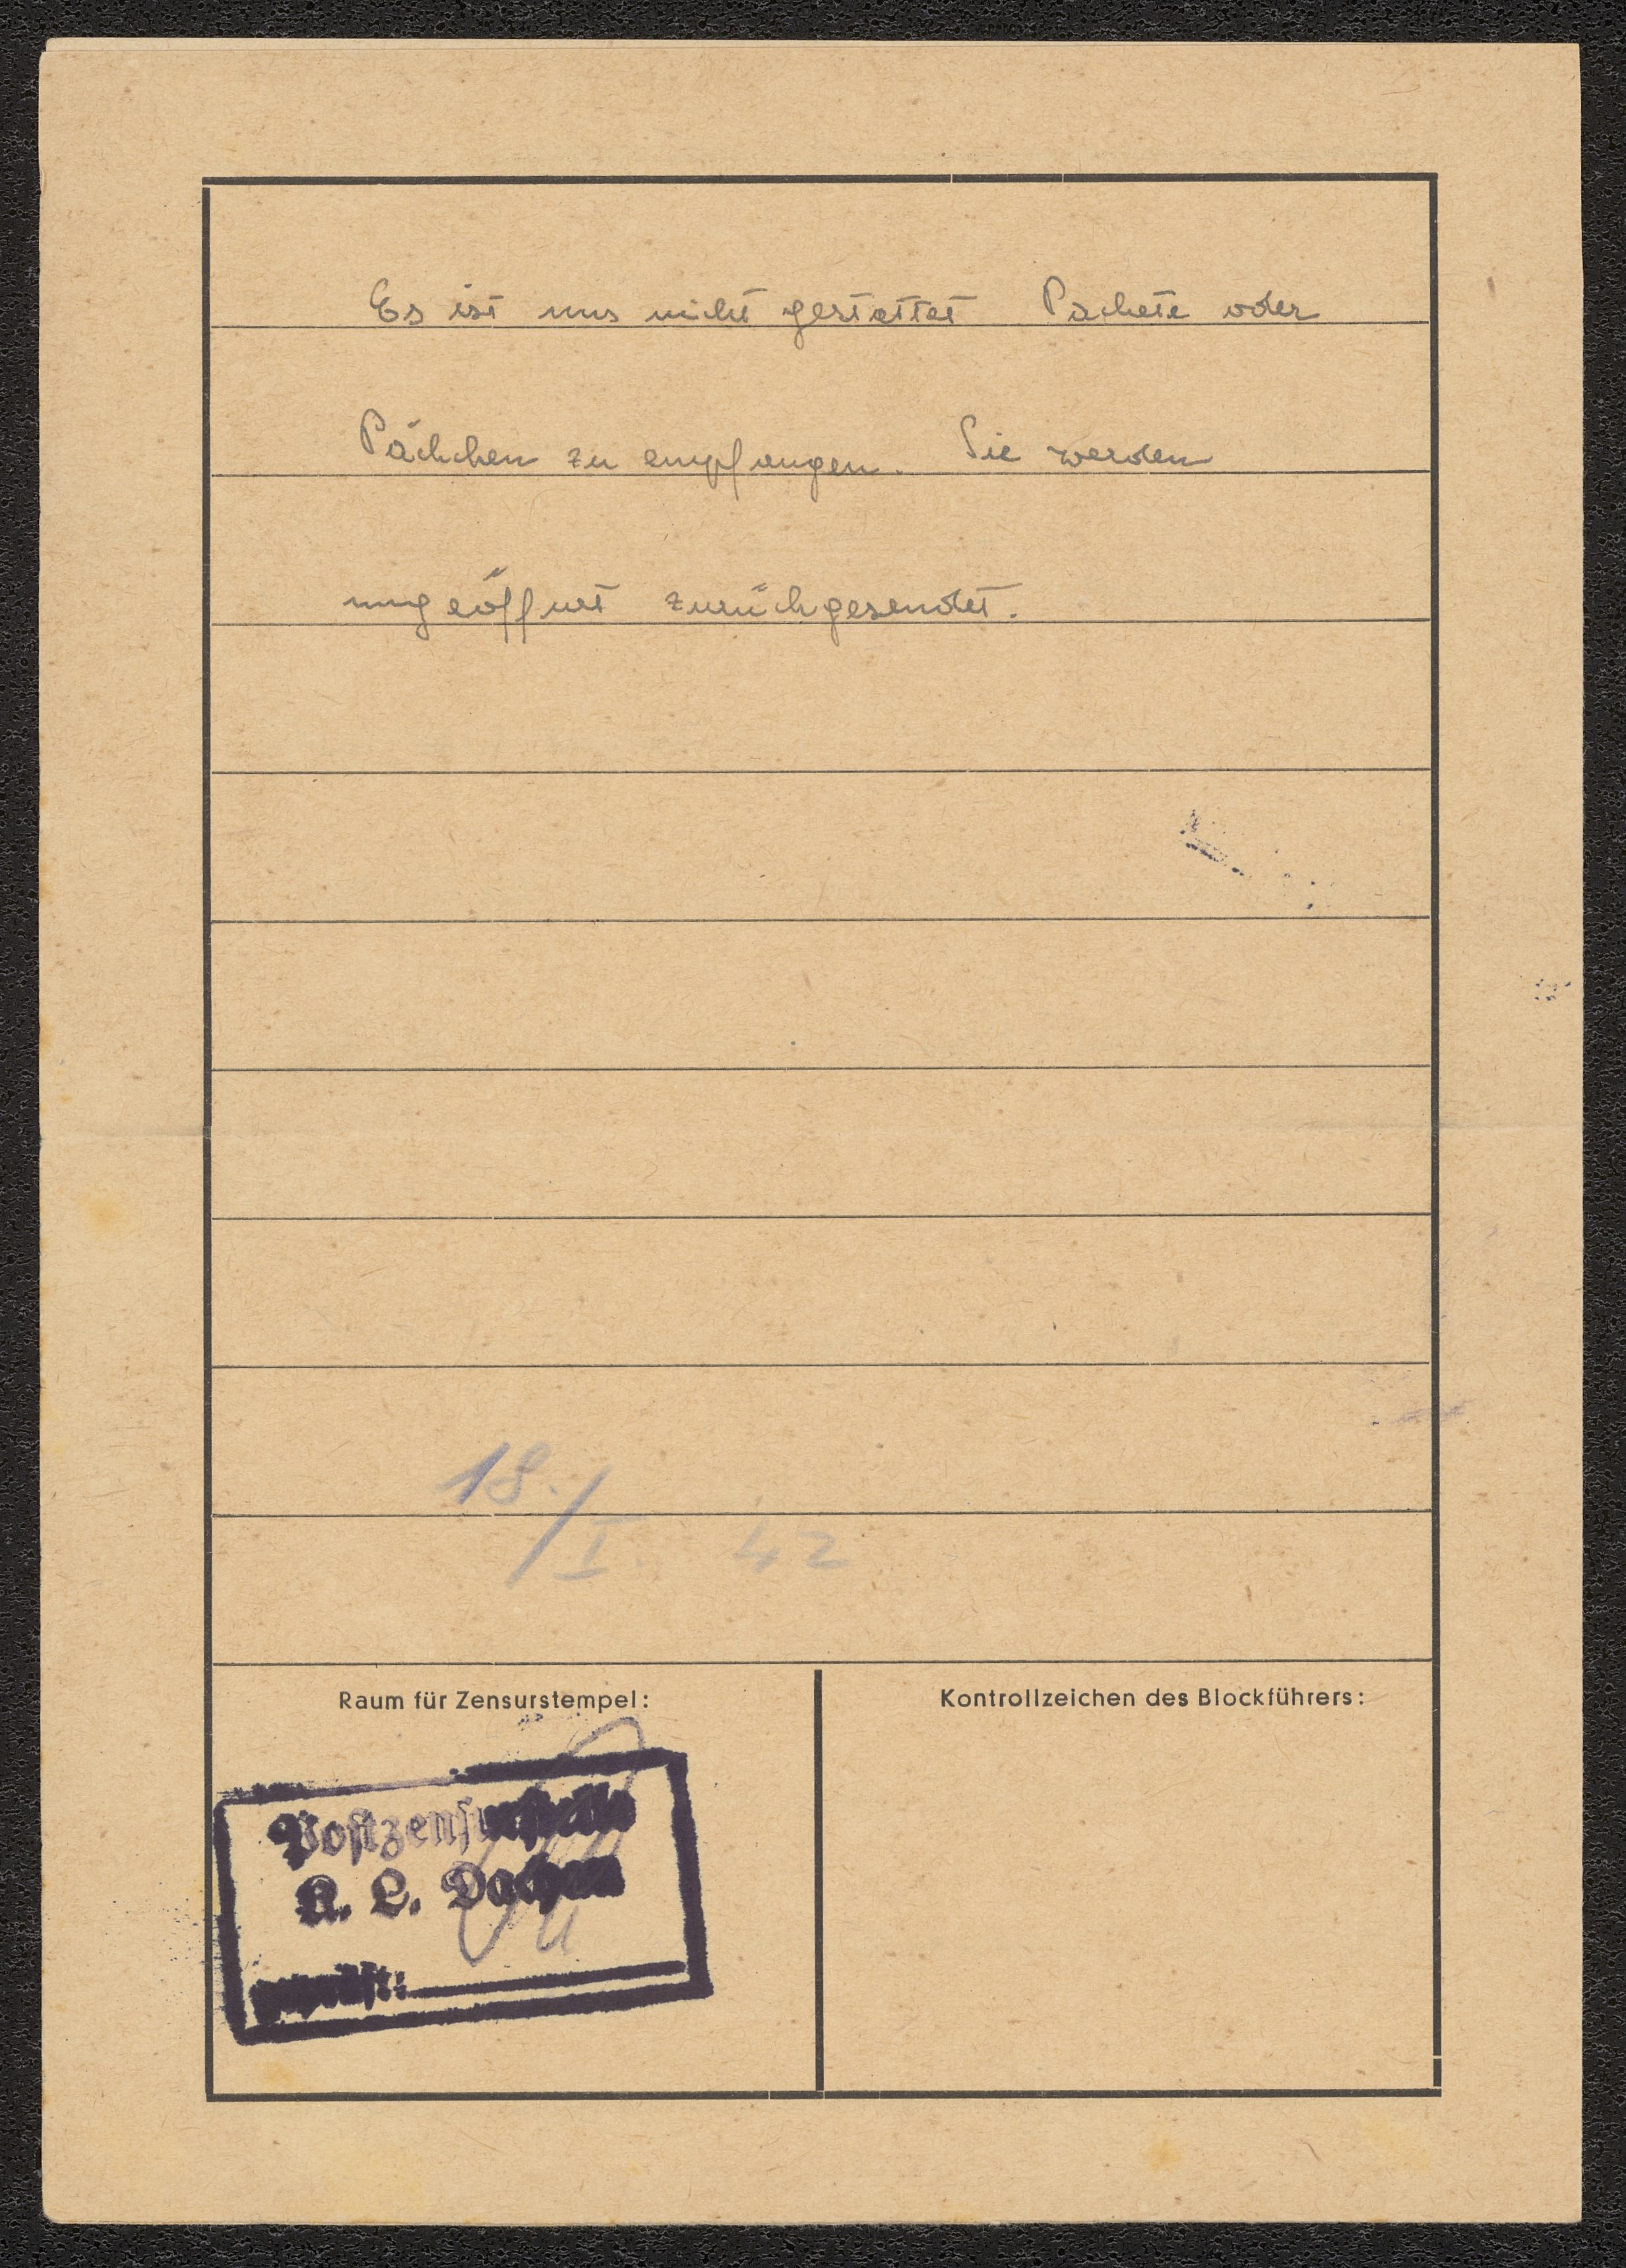 Es ist uns nicht gestattet Pakete oder
Päckchen zu empfangen. Sie werden
ungeöffnet zurückgesendet.
18./I. 42
Raum für Zensurstempel:
Kontrollzeichen des Blockführers:
Postzensurstelle
K. L. Dachau
geprüft: